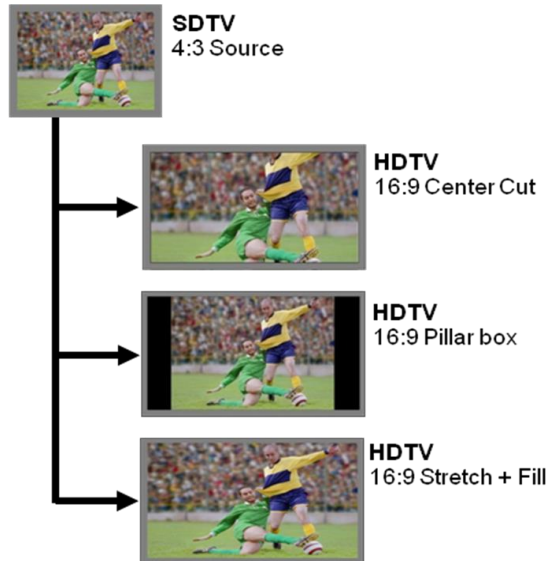 SDTV
4:3 Source
HDTV
16:9 Center Cut
HDTV
16:9 Pillar box
HDTV
16:9 Stretch + Fill